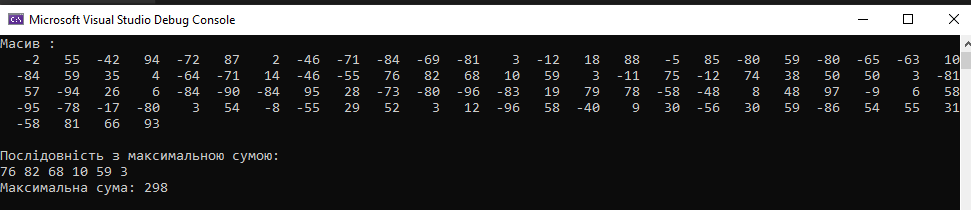 Microsoft Visual Studio Debug Console
Масив :
-2 55 -42 94 -72 87 2 -46 -71 -84 -69 -81 3 -12 18 88 -5 85 -80 59 -80 -65 -63 10
-84 59 35 4 -64 -71 14 -46 -55 76 82 68 10 59 3 -11 75 -12 74 38 50 50 3 -81
57 -94 26 6 -84 -90 -84 95 28 -73 -80 -96 -83 19 79 78 -58 -48 8 48 97 -9 6 58
-95 -78 -17 -80 3 54 -8 -55 29 52 3 12 -96 58 -40 9 30 -56 30 59 -86 54 55 31
-58 81 66 93
Послідовність з максимальною сумою:
76 82 68 10 59 3
Максимальна сума: 298